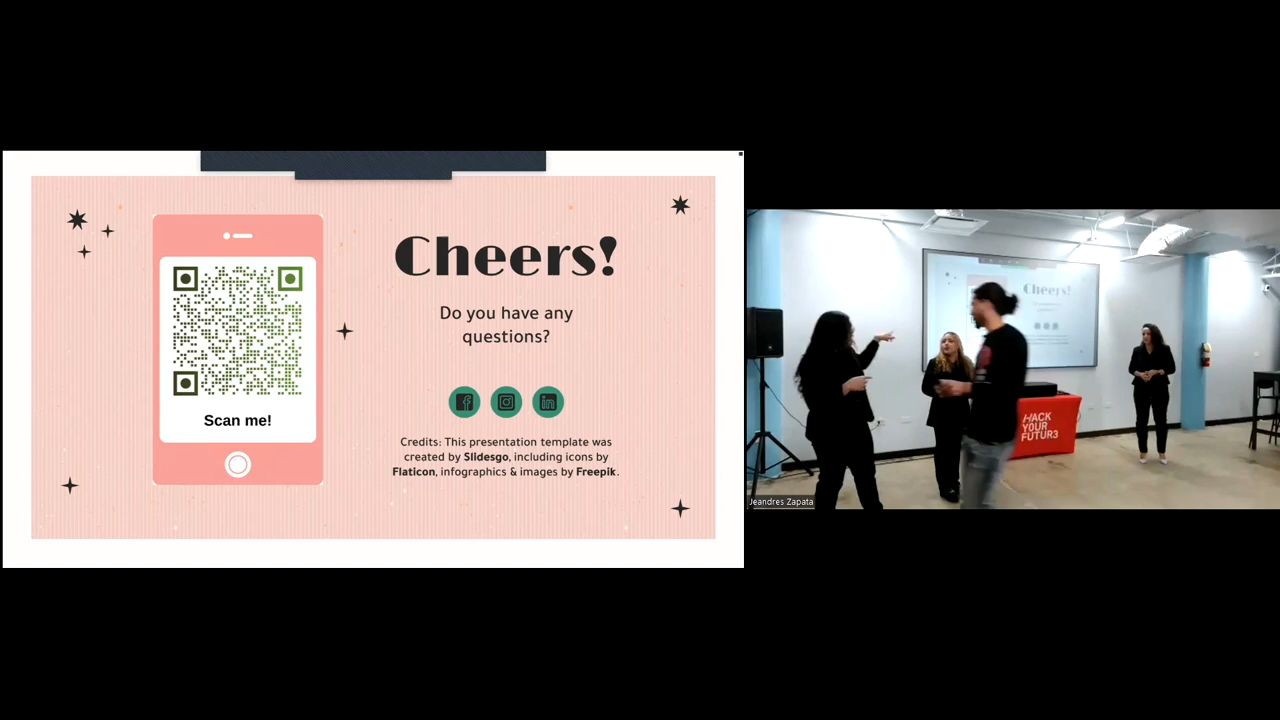 Cheers!
Do you have any
questions?
Scan me!
Credits: This presentation template was
created by Slidesgo, including icons by
Flaticon, infographics & images by Freepik.
Cheers!
HACK
YOUR
FUTUR3
Jeandres Zapata